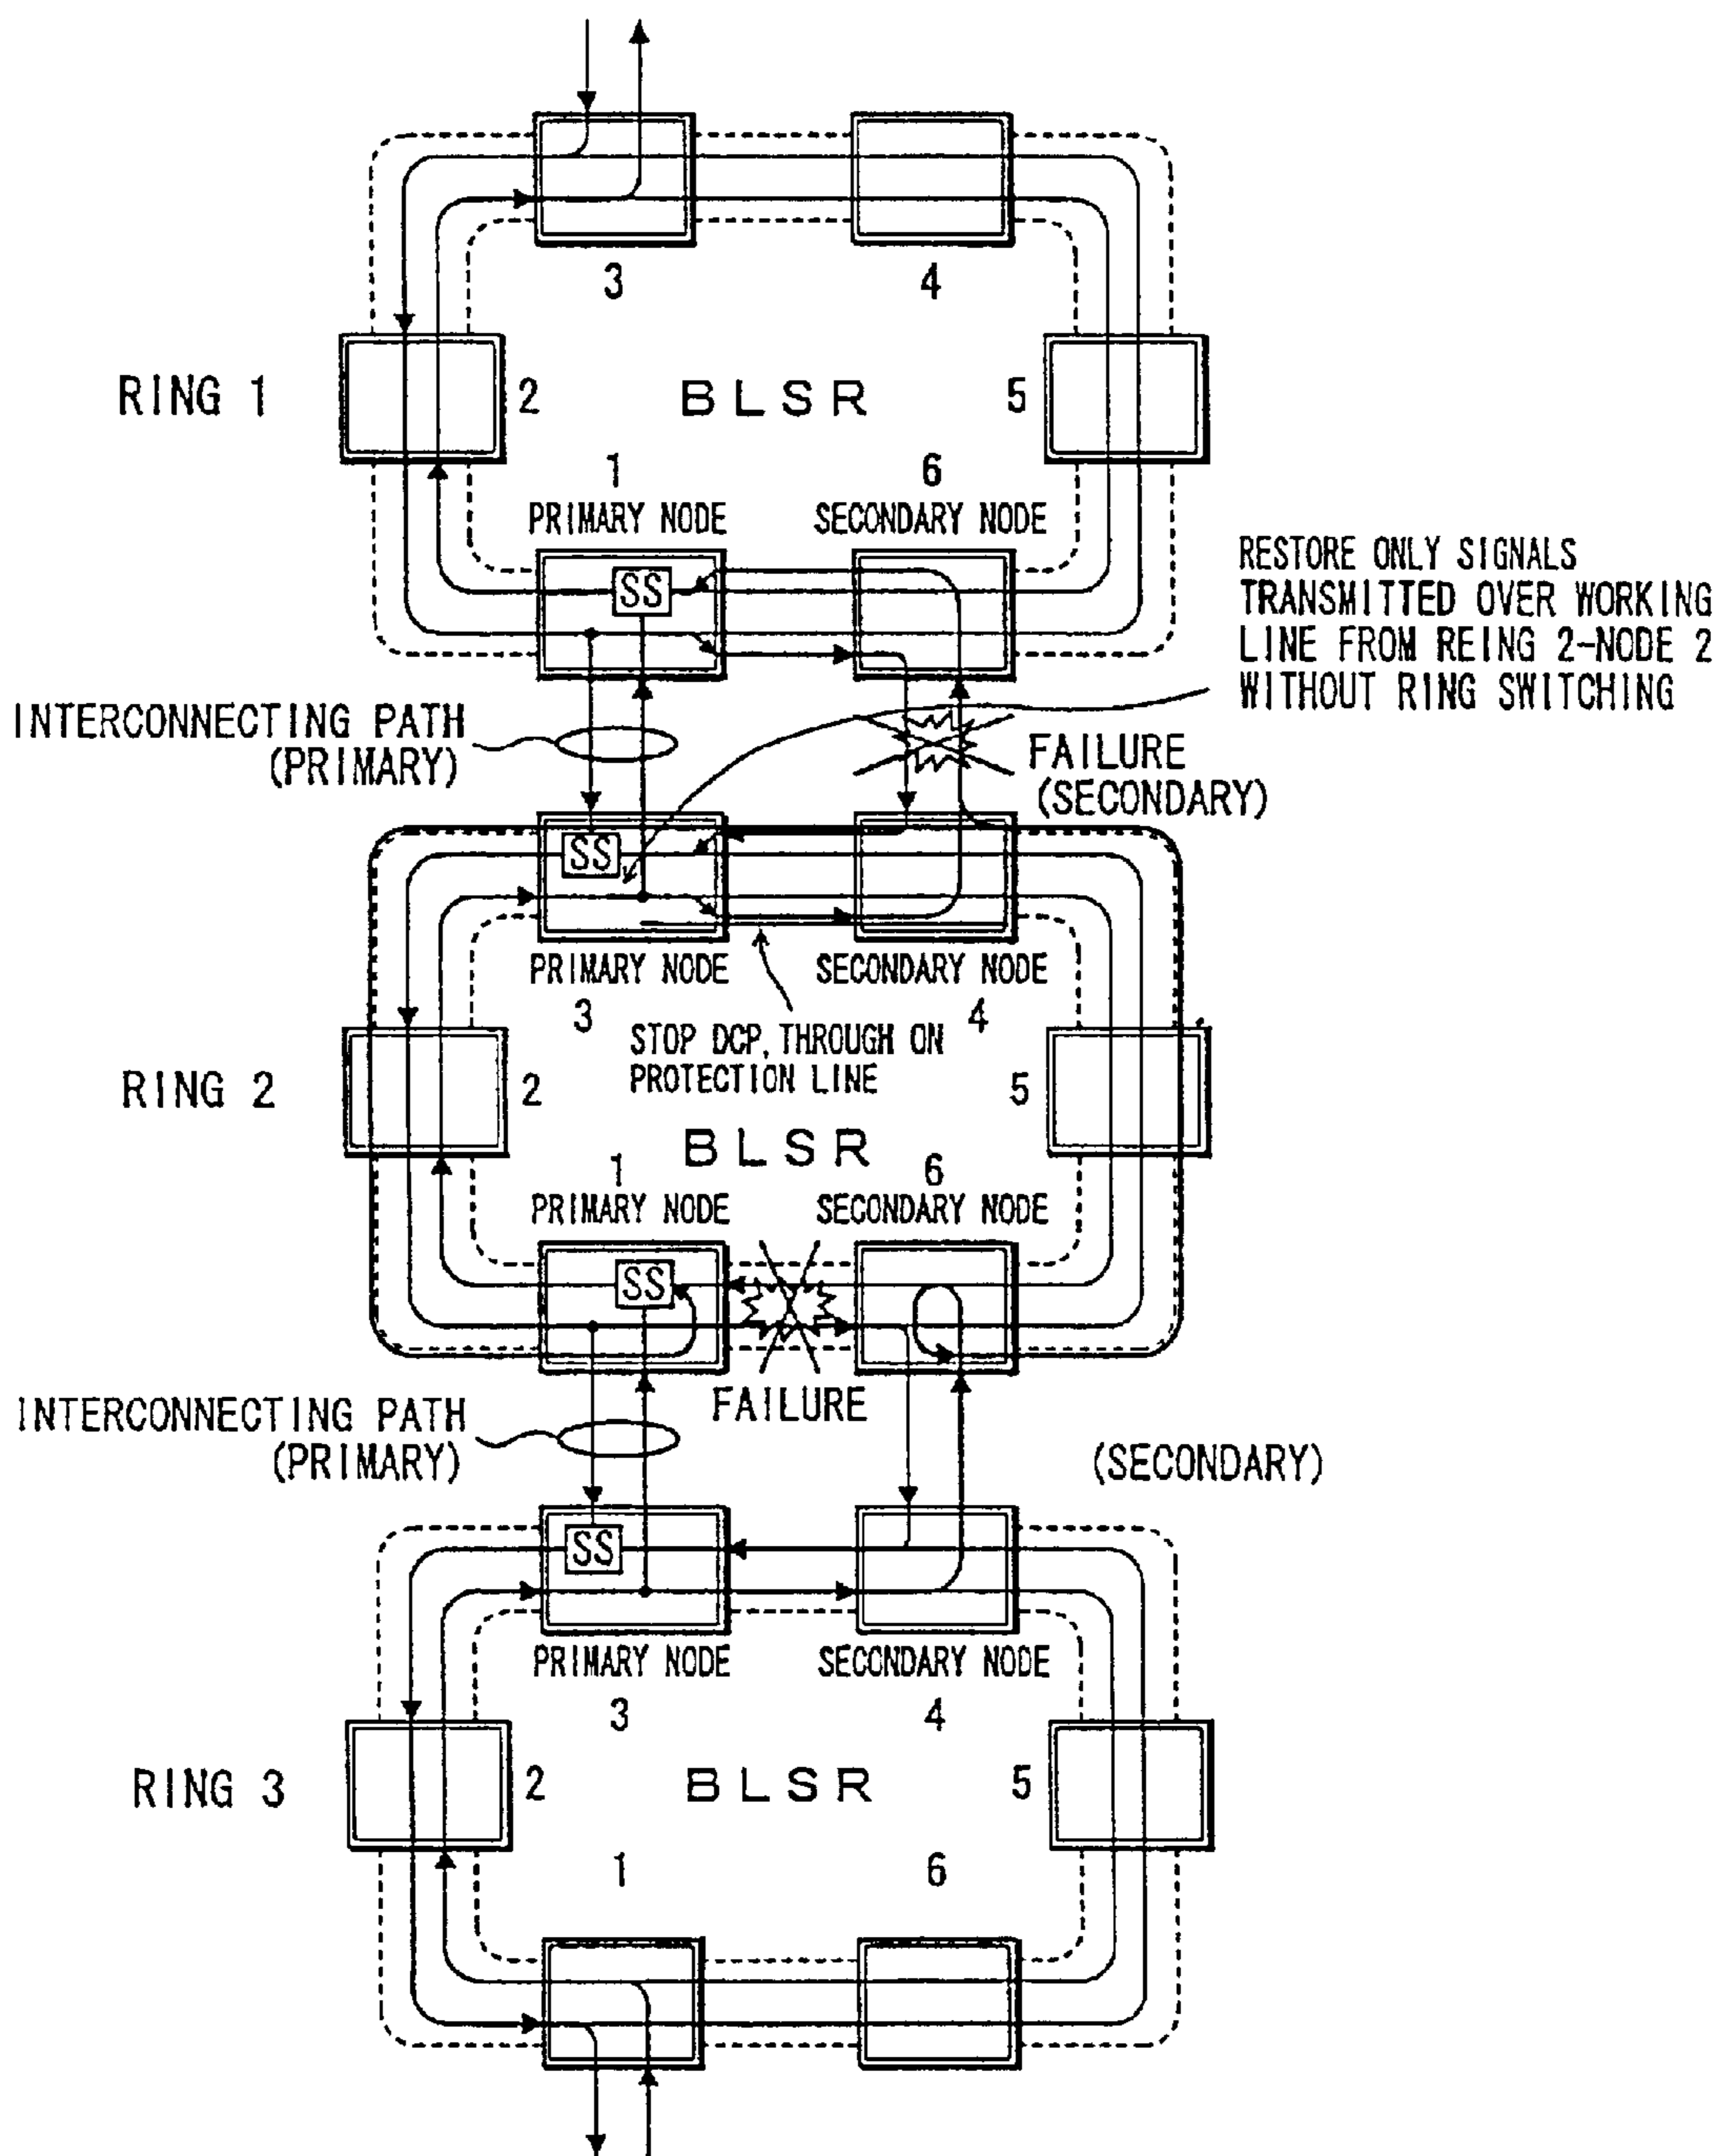 3
4
RING 1
2
BLSR
5
1
PRIMARY NODE
6
SECONDARY NODE
SS
RESTORE ONLY SIGNALS
TRANSMITTED OVER WORKING
LINE FROM REING 2-NODE 2
WITHOUT RING SWITCHING
INTERCONNECTING PATH
(PRIMARY)
FAILURE
(SECONDARY)
SS
PRIMARY NODE
3
SECONDARY NODE
4
STOP DCP, THROUGH ON
PROTECTION LINE
RING 2
2
5
BLSR
1
PRIMARY NODE
6
SECONDARY NODE
SS
FAILURE
INTERCONNECTING PATH
(PRIMARY)
(SECONDARY)
SS
PRIMARY NODE
3
SECONDARY NODE
4
RING 3
2
BLSR
5
1
6